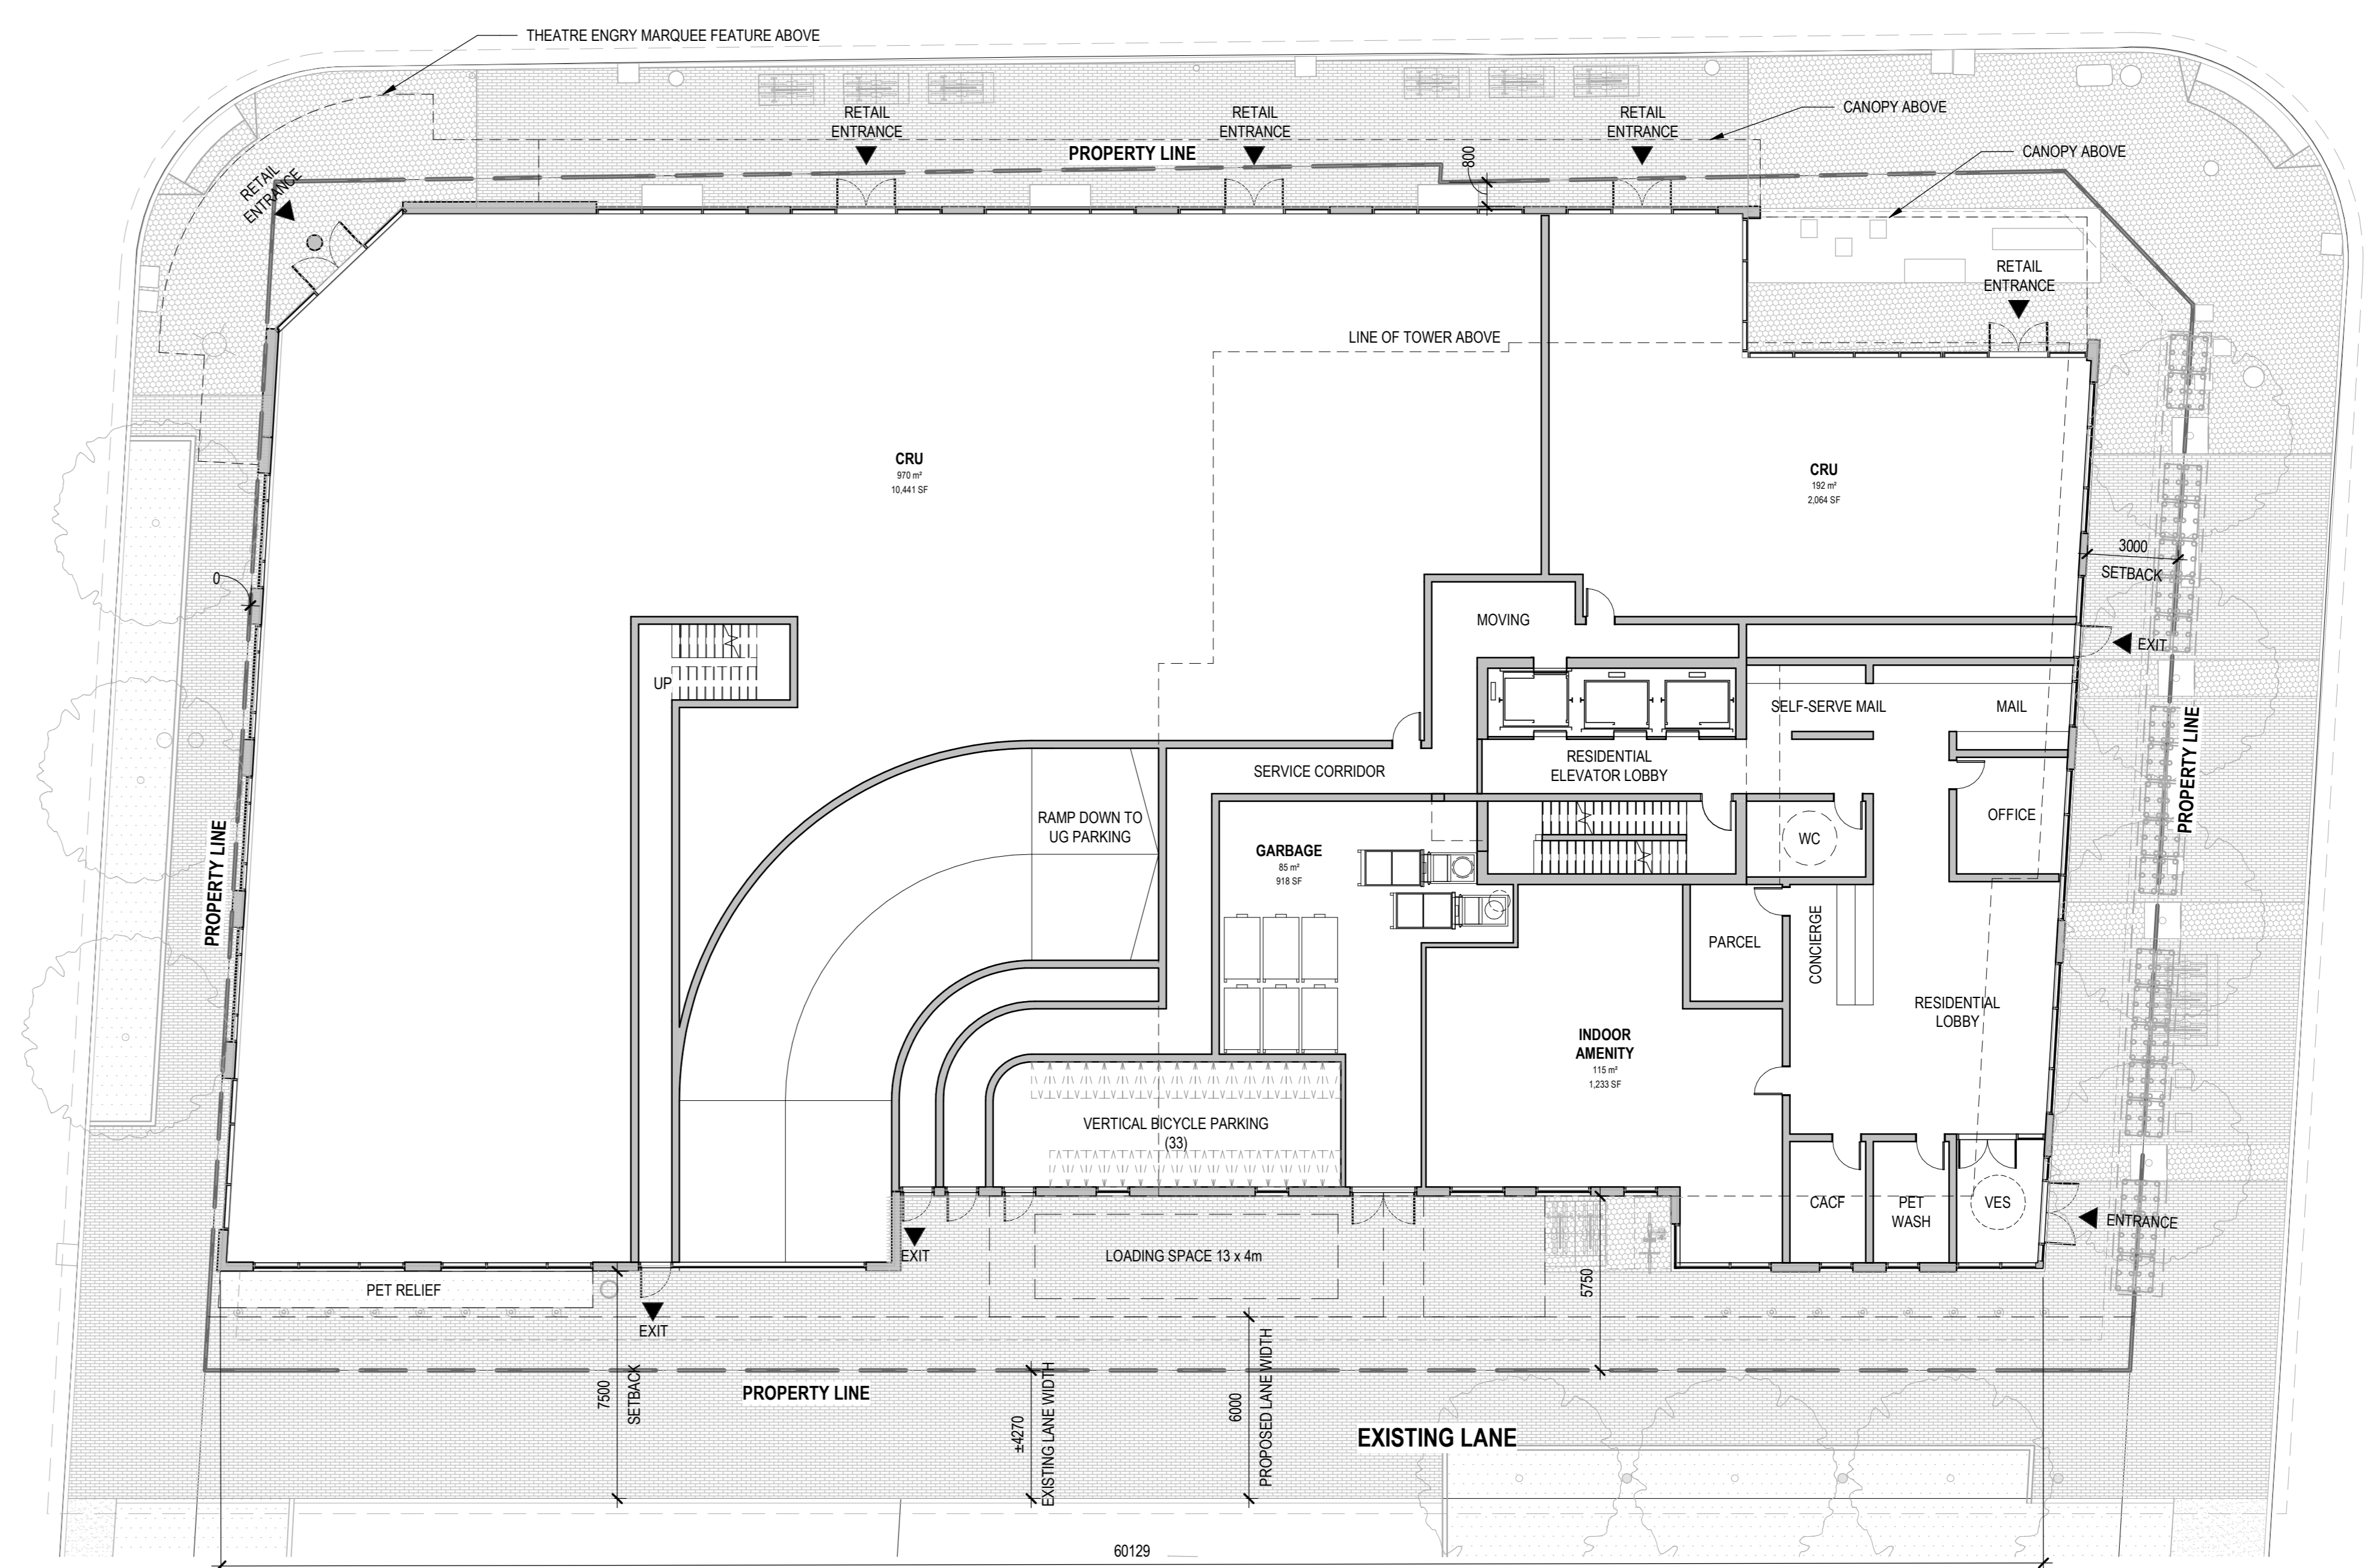 THEATRE ENGRY MARQUEE FEATURE ABOVE
RETAIL
ENTRANCE
RETAIL
ENTRANCE
RETAIL
ENTRANCE
CANOPY ABOVE
PROPERTY LINE
800
CANOPY ABOVE
RETAIL
ENTRANCE
RETAIL
ENTRANCE
LINE OF TOWER ABOVE
CRU
970 m²
10,441 SF
CRU
192 m²
2,064 SF
3000
SETBACK
0
MOVING
EXIT
UP
SELF-SERVE MAIL
MAIL
PROPERTY LINE
RESIDENTIAL
ELEVATOR LOBBY
SERVICE CORRIDOR
RAMP DOWN TO
UG PARKING
OFFICE
WC
GARBAGE
85 m²
918 SF
PROPERTY LINE
PARCEL
CONCIERGE
RESIDENTIAL
LOBBY
INDOOR
AMENITY
115 m²
1,233 SF
VERTICAL BICYCLE PARKING
(33)
CACF
PET
WASH
VES
ENTRANCE
EXIT
LOADING SPACE 13 x 4m
PET RELIEF
5750
EXIT
7500
SETBACK
PROPERTY LINE
±4270
EXISTING LANE WIDTH
6000
PROPOSED LANE WIDTH
EXISTING LANE
60129